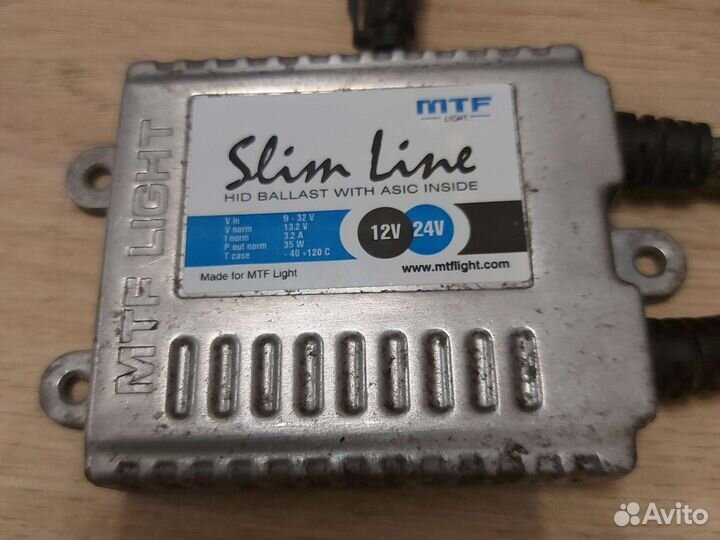 MTF LIGHT
MTF
LIGHT
Slim Line
HID BALLAST WITH ASIC INSIDE
V in 9 - 32 V
V norm 13.2 V
I norm 3.2 A
P out norm 35 W
T case - 40 ÷120 C
12V 24V
Made for MTF Light
www.mtflight.com
Avito